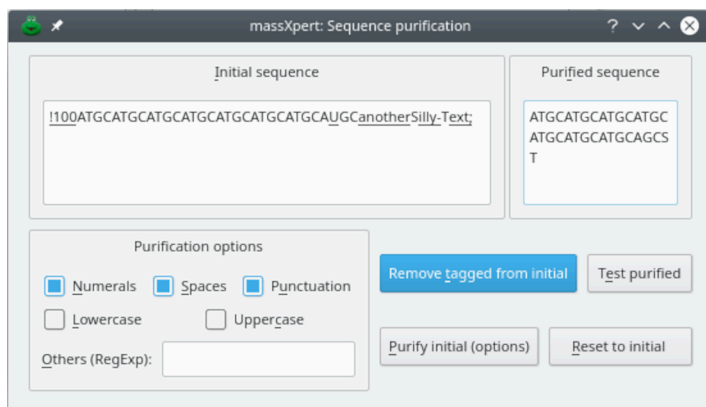 massXpert: Sequence purification
Initial sequence
!100ATGCATGCATGCATGCATGCATGCATGCAUGCanotherSilly-Text;
Purified sequence
ATGCATGCATGCATGC
ATGCATGCATGCAGCS
T
Purification options
Numerals Spaces Punctuation
Lowercase Uppercase
Others (RegExp):
Remove tagged from initial
Test purified
Purify initial (options)
Reset to initial